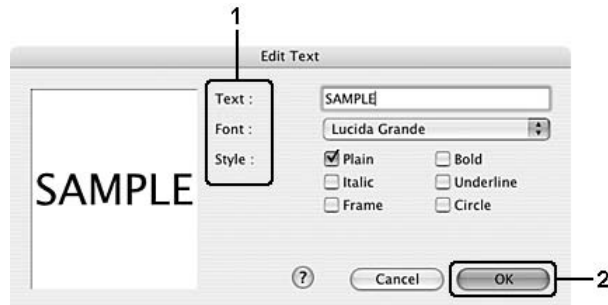 1
Edit Text
Text :
SAMPLE
Font :
Lucida Grande
Style :
Plain
Bold
Italic
Underline
Frame
Circle
SAMPLE
?
Cancel
OK
2